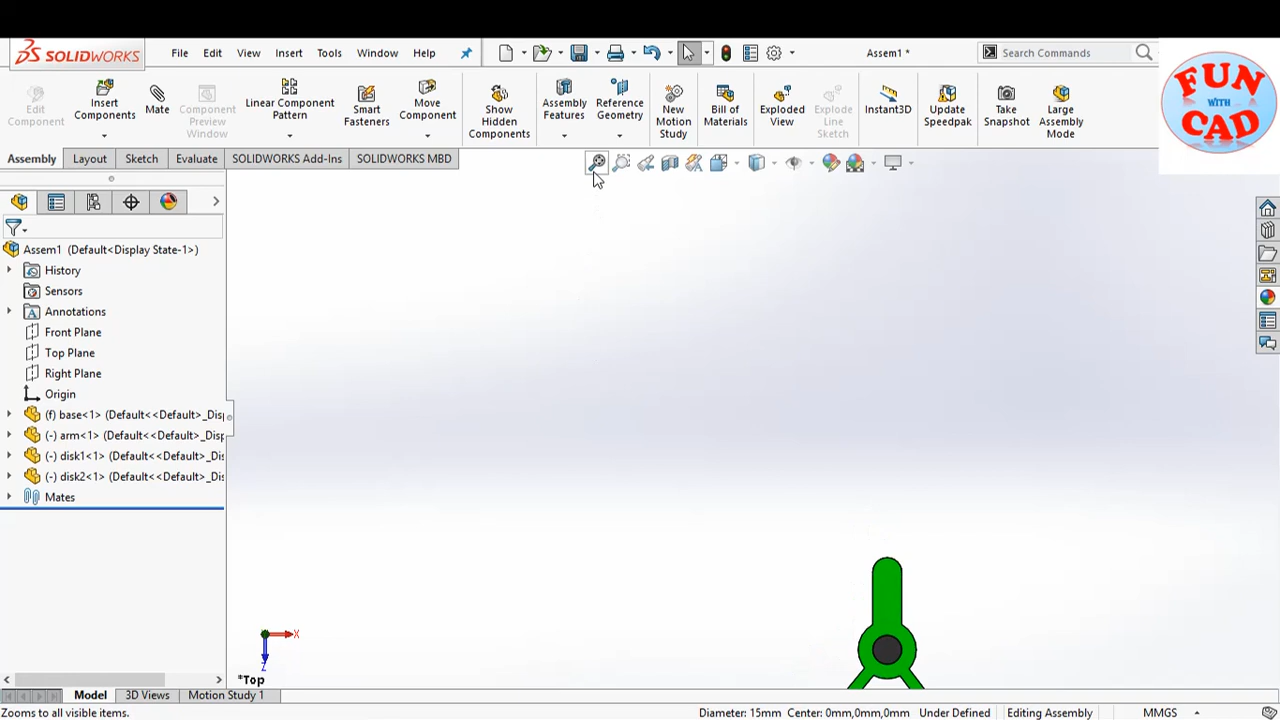 SOLIDWORKS
File Edit View Insert Tools Window Help
Assem1 *
Search Commands
FUN
WITH
CAD
Edit
Component
Insert
Components
Mate
Component
Preview
Window
Linear Component
Pattern
Smart
Fasteners
Move
Component
Show
Hidden
Components
Assembly
Features
Reference
Geometry
New
Motion
Study
Bill of
Materials
Exploded
View
Explode
Line
Sketch
Instant3D
Update
Speedpak
Take
Snapshot
Large
Assembly
Mode
Assembly Layout Sketch Evaluate SOLIDWORKS Add-Ins SOLIDWORKS MBD
Assem1 (Default<Display State-1>)
History
Sensors
Annotations
Front Plane
Top Plane
Right Plane
Origin
(f) base<1> (Default<<Default>_Disp
(-) arm<1> (Default<<Default>_Disp
(-) disk1<1> (Default<<Default>_Dis
(-) disk2<1> (Default<<Default>_Dis
Mates
X
Z
*Top
Model 3D Views Motion Study 1
Zooms to all visible items.
Diameter: 15mm Center: 0mm,0mm,0mm Under Defined Editing Assembly MMGS